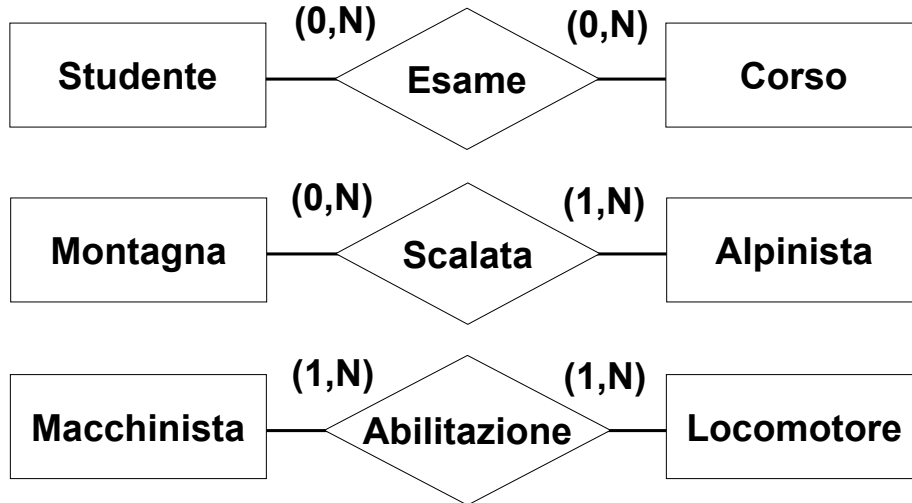 (0,N) (0,N)
Studente Esame Corso
(0,N) (1,N)
Montagna Scalata Alpinista
(1,N) (1,N)
Macchinista Abilitazione Locomotore